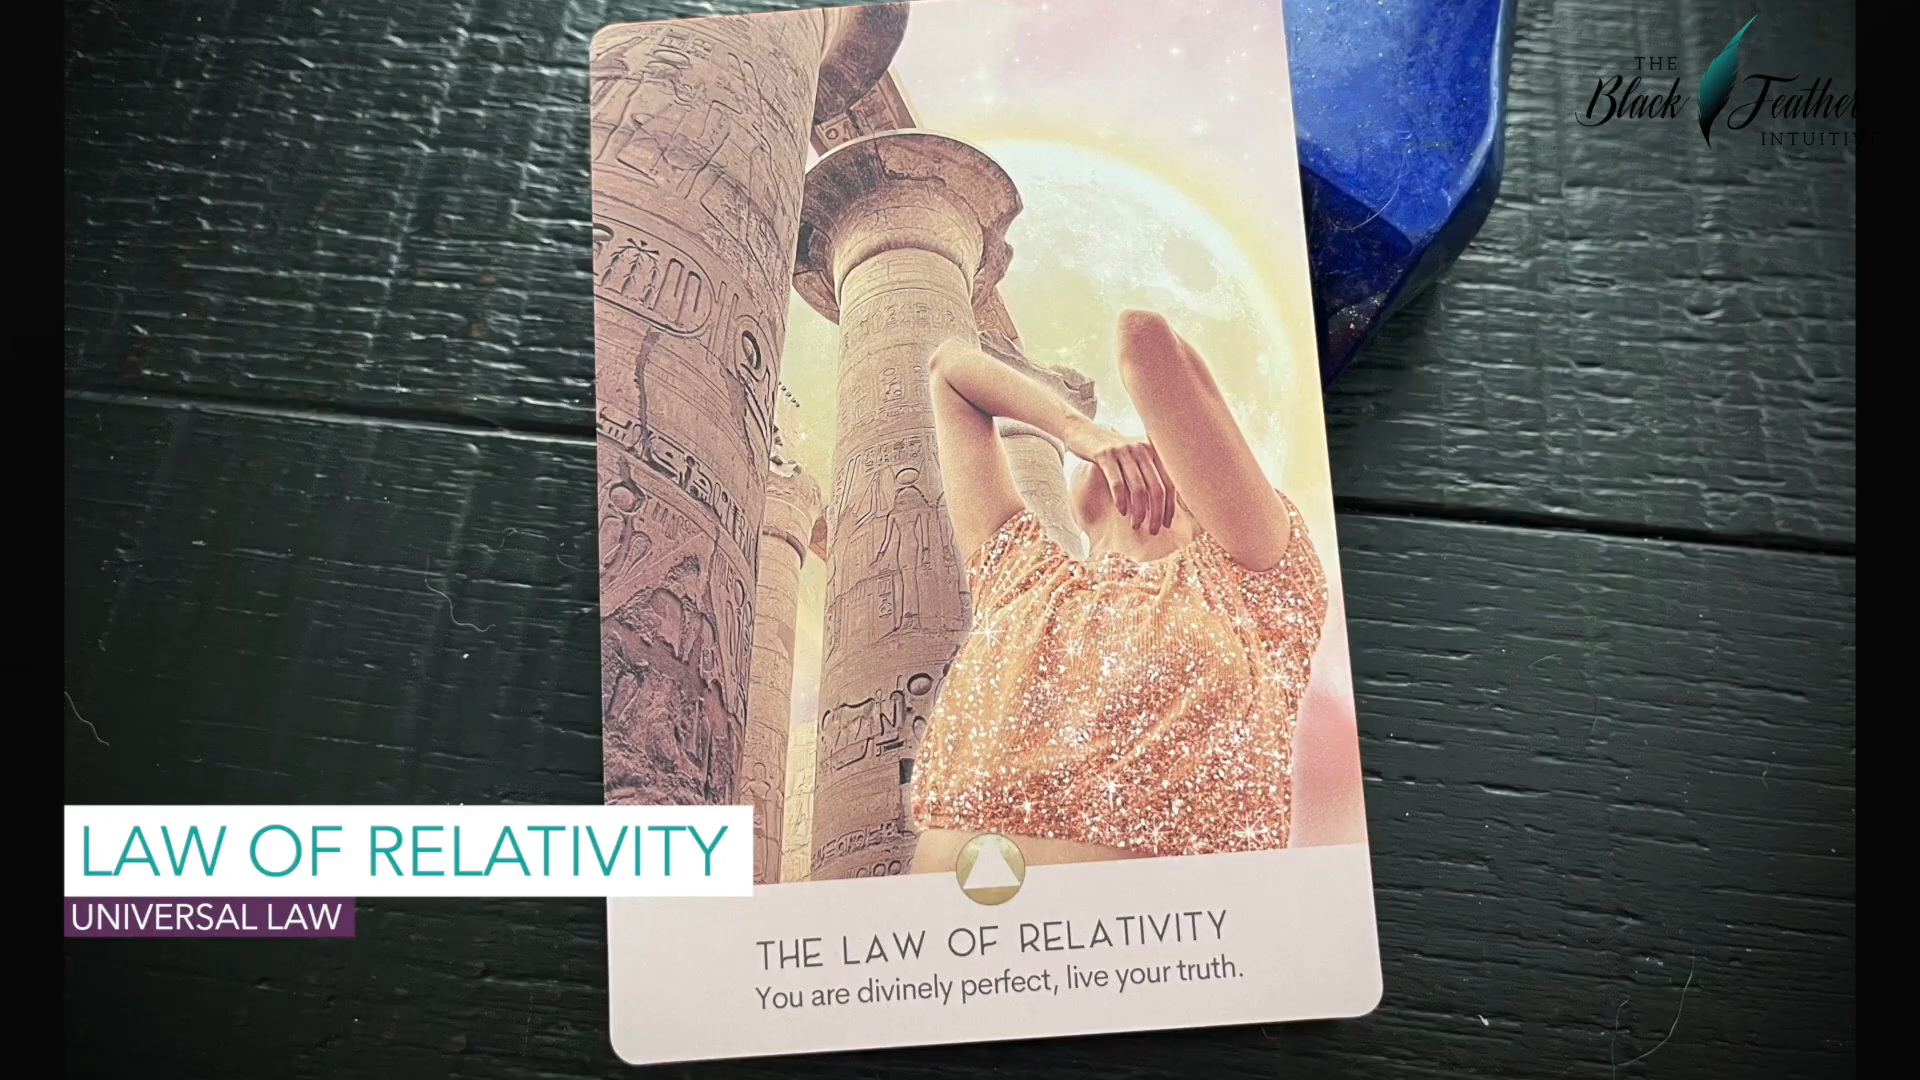 THE
Black Feather
INTUITIVE
LAW OF RELATIVITY
UNIVERSAL LAW
THE LAW OF RELATIVITY
You are divinely perfect, live your truth.